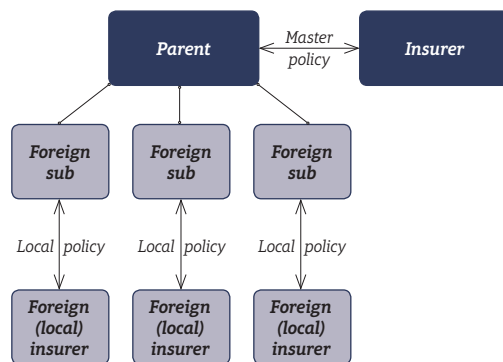 Parent
Master
policy
Insurer
Foreign
sub
Foreign
sub
Foreign
sub
Local policy
Local policy
Local policy
Foreign
(local)
insurer
Foreign
(local)
insurer
Foreign
(local)
insurer